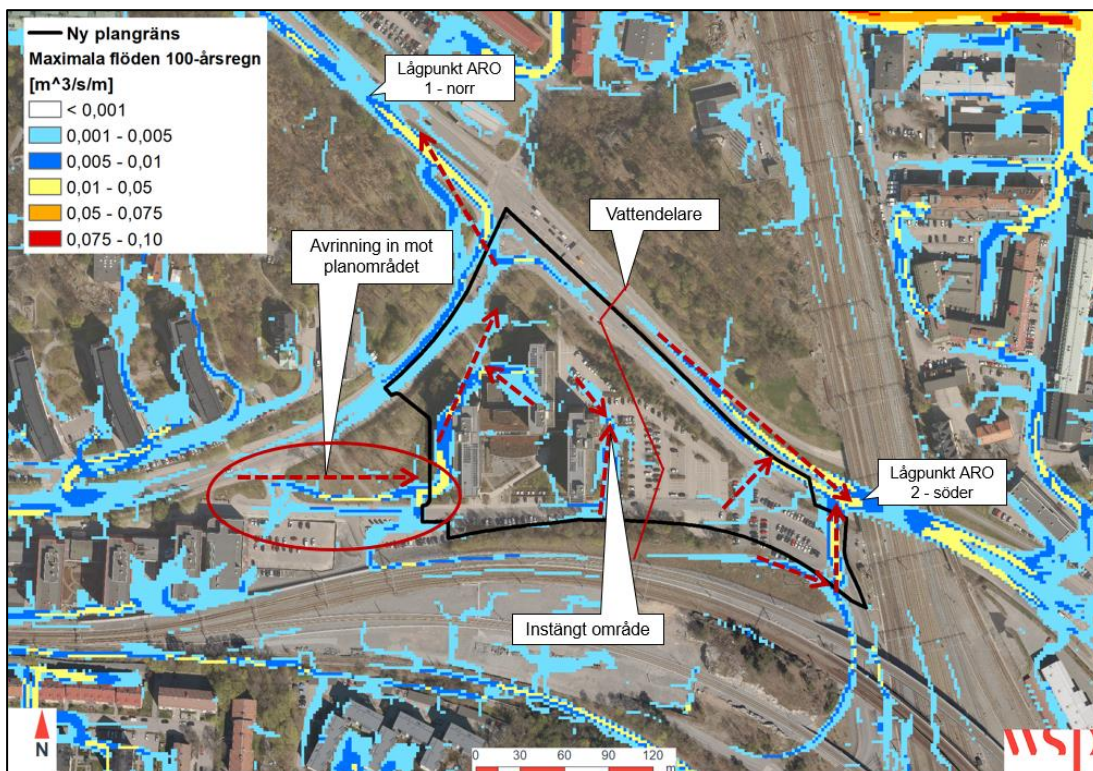 Ny plangräns
Maximala flöden 100-årsregn
[m^3/s/m]
< 0,001
0,001 - 0,005
0,005 - 0,01
0,01 - 0,05
0,05 - 0,075
0,075 - 0,10
Lågpunkt ARO
1 - norr
Vattendelare
Avrinning in mot
planområdet
Lågpunkt ARO
2 - söder
Instängt område
N
0 30 60 90 120
m
wsp